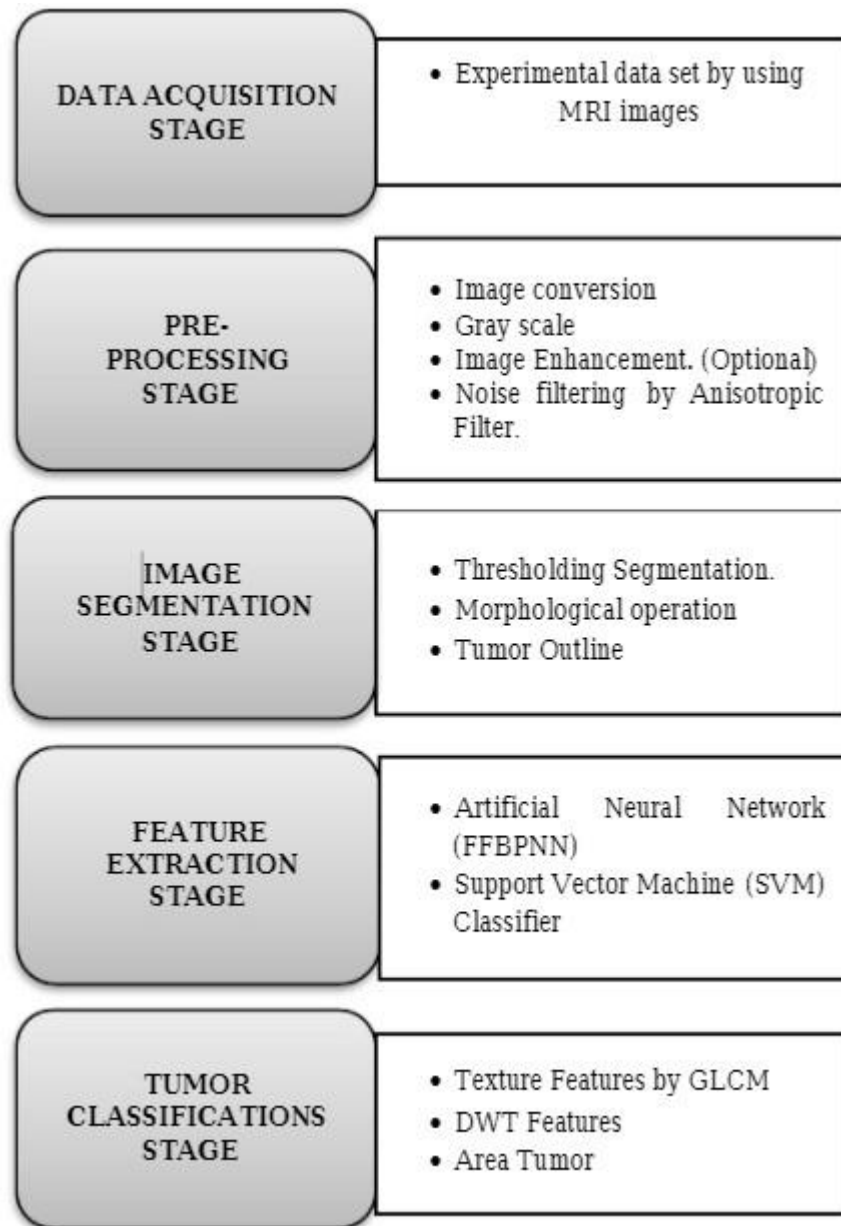 DATA ACQUISITION
STAGE
• Experimental data set by using
MRI images
PRE-
PROCESSING
STAGE
• Image conversion
• Gray scale
• Image Enhancement. (Optional)
• Noise filtering by Anisotropic
Filter.
IMAGE
SEGMENTATION
STAGE
• Thresholding Segmentation.
• Morphological operation
• Tumor Outline
FEATURE
EXTRACTION
STAGE
• Artificial Neural Network
(FFBPNN)
• Support Vector Machine (SVM)
Classifier
TUMOR
CLASSIFICATIONS
STAGE
• Texture Features by GLCM
• DWT Features
• Area Tumor